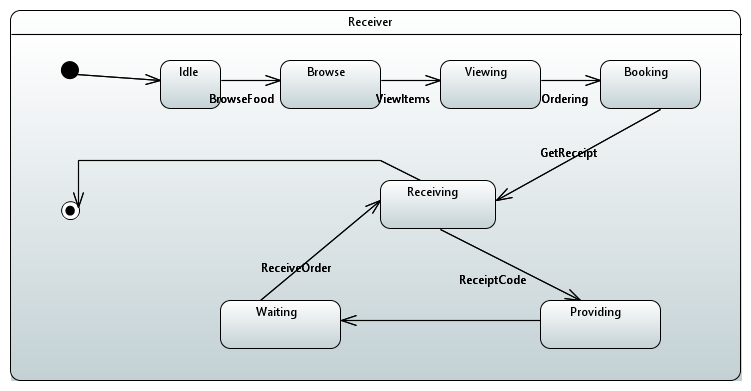 Receiver
Idle
Browse
Viewing
Booking
BrowseFood
ViewItems
Ordering
GetReceipt
Receiving
ReceiveOrder
ReceiptCode
Waiting
Providing